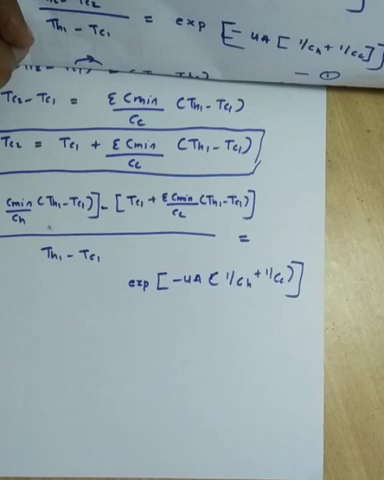 Th₁ - Tc₁ = exp [- UA [ 1/Ch + 1/Cc ] ]
— ①
Tc₂ - Tc₁ = ε Cmin/Cc (Th₁ - Tc₁)
Tc₂ = Tc₁ + ε Cmin/Cc (Th₁ - Tc₁)
Cmin/Ch (Th₁ - Tc₁)] - [Tc₁ + ε Cmin/Cc (Th₁ - Tc₁)]
=
Th₁ - Tc₁
exp [-UA ( 1/Ch + 1/Cc )]